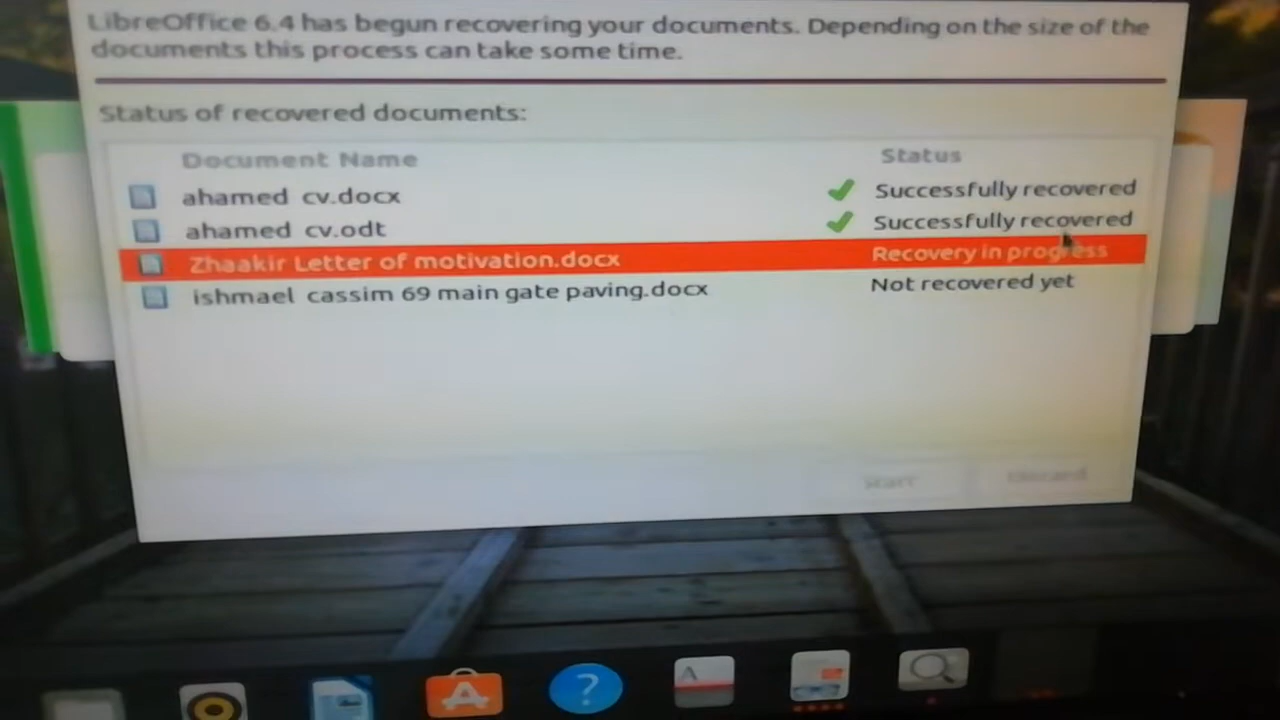 LibreOffice 6.4 has begun recovering your documents. Depending on the size of the
documents this process can take some time.
Status of recovered documents:
Document Name Status
ahamed cv.docx Successfully recovered
ahamed cv.odt Successfully recovered
Zhaakir Letter of motivation.docx Recovery in progress
ishmael cassim 69 main gate paving.docx Not recovered yet
Start Discard
?
A